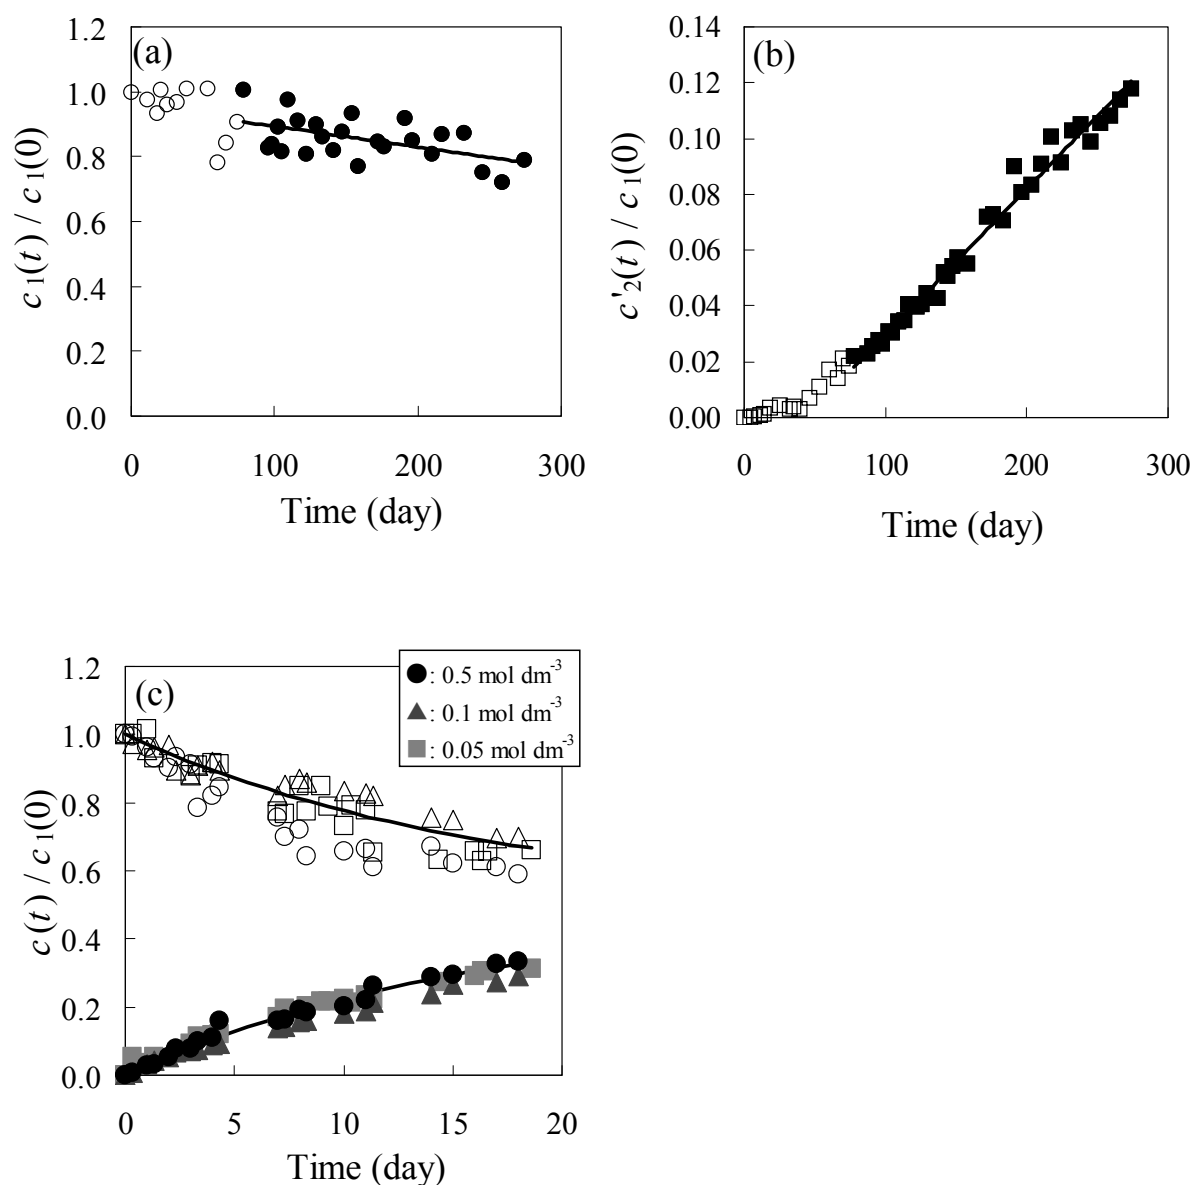 (a)
1.2
1.0
0.8
0.6
0.4
0.2
0.0
c1(t) / c1(0)
0 100 200 300
Time (day)
(b)
0.14
0.12
0.10
0.08
0.06
0.04
0.02
0.00
c'2(t) / c1(0)
0 100 200 300
Time (day)
(c)
1.2
1.0
0.8
0.6
0.4
0.2
0.0
c(t) / c1(0)
: 0.5 mol dm-3
: 0.1 mol dm-3
: 0.05 mol dm-3
0 5 10 15 20
Time (day)